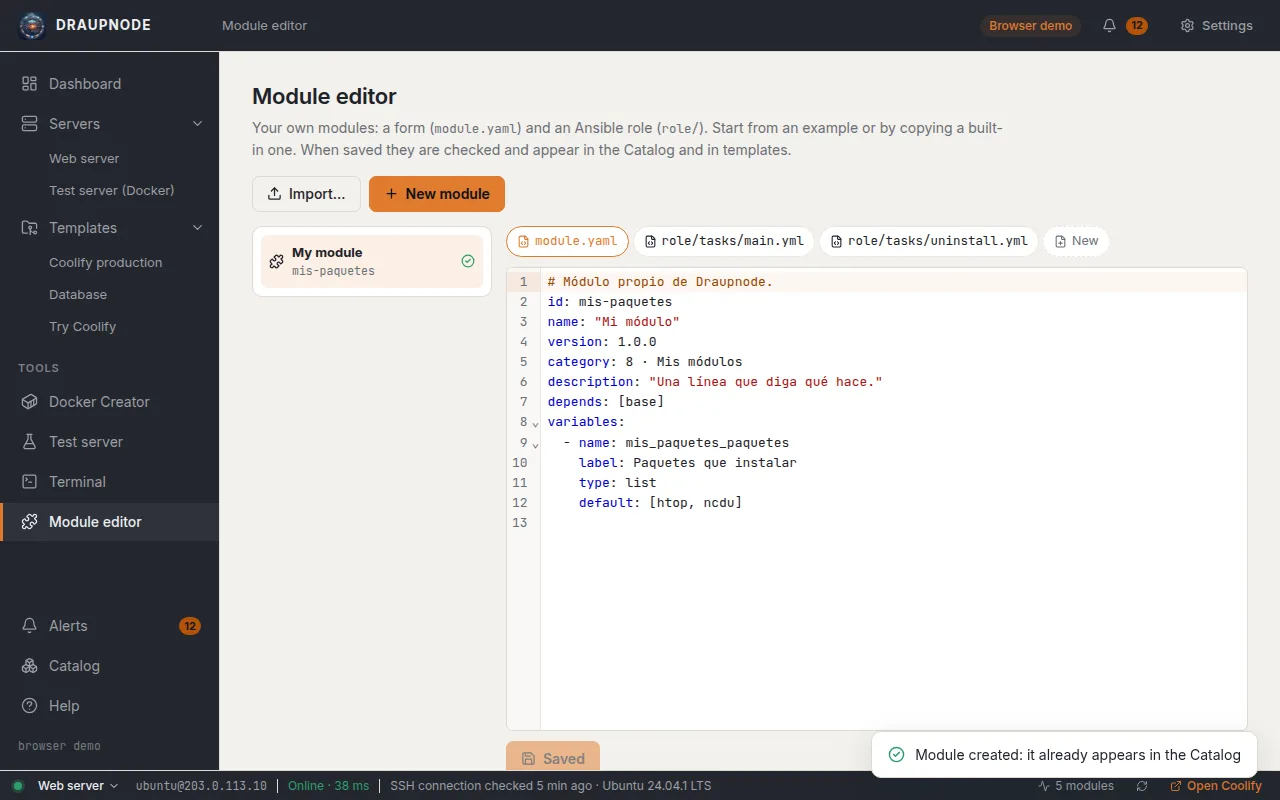 DRAUPNODE
Module editor
Browser demo
12
Settings
Dashboard
Servers
Web server
Test server (Docker)
Templates
Coolify production
Database
Try Coolify
TOOLS
Docker Creator
Test server
Terminal
Module editor
Alerts
12
Catalog
Help
browser demo
Module editor
Your own modules: a form (module.yaml) and an Ansible role (role/). Start from an example or by copying a built-
in one. When saved they are checked and appear in the Catalog and in templates.
Import...
+ New module
My module
mis-paquetes
module.yaml
role/tasks/main.yml
role/tasks/uninstall.yml
New
1 # Módulo propio de Draupnode.
2 id: mis-paquetes
3 name: "Mi módulo"
4 version: 1.0.0
5 category: 8 · Mis módulos
6 description: "Una línea que diga qué hace."
7 depends: [base]
8 variables:
9 - name: mis_paquetes_paquetes
10 label: Paquetes que instalar
11 type: list
12 default: [htop, ncdu]
13
Saved
Module created: it already appears in the Catalog
Web server
ubuntu@203.0.113.10
Online · 38 ms
SSH connection checked 5 min ago · Ubuntu 24.04.1 LTS
5 modules
Open Coolify